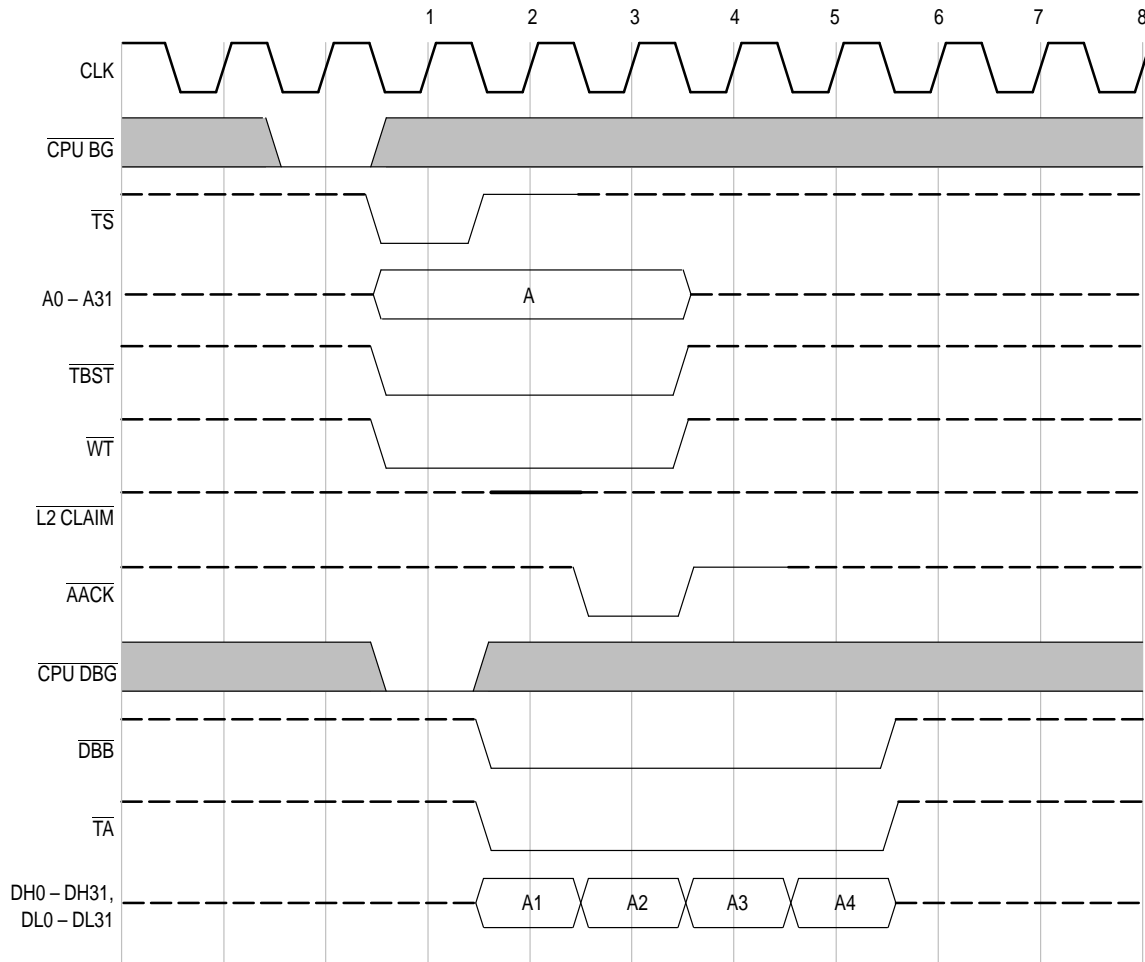 1 2 3 4 5 6 7 8
CLK
CPU BG
TS
A0 – A31
A
TBST
WT
L2 CLAIM
AACK
CPU DBG
DBB
TA
DH0 – DH31,
DL0 – DL31
A1 A2 A3 A4